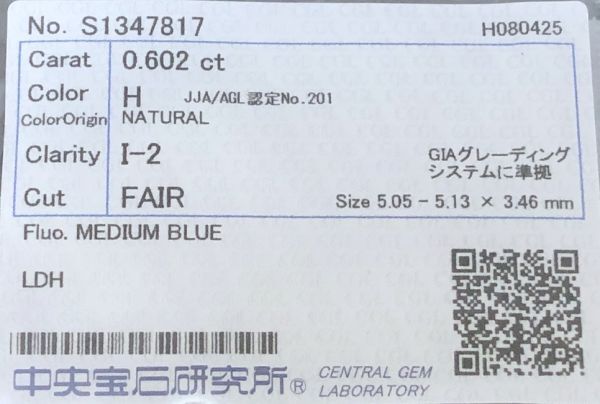 No. S1347817 H080425
Carat 0.602 ct
Color H JJA/AGL認定No.201
ColorOrigin NATURAL
Clarity I-2 GIAグレーディング
システムに準拠
Cut FAIR Size 5.05 - 5.13 × 3.46 mm
Fluo. MEDIUM BLUE
LDH
中央宝石研究所® CENTRAL GEM
LABORATORY